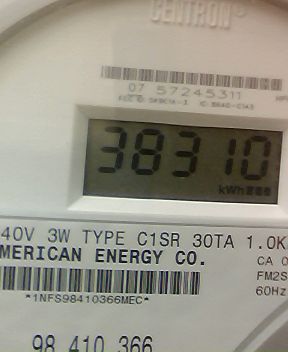 CENTRON®
07 57245311
38310
kWh
40V 3W TYPE C1SR 30TA 1.0K
MERICAN ENERGY CO.
CA 0
FM2S
60Hz
*1NFS98410366MEC*
98 410 366